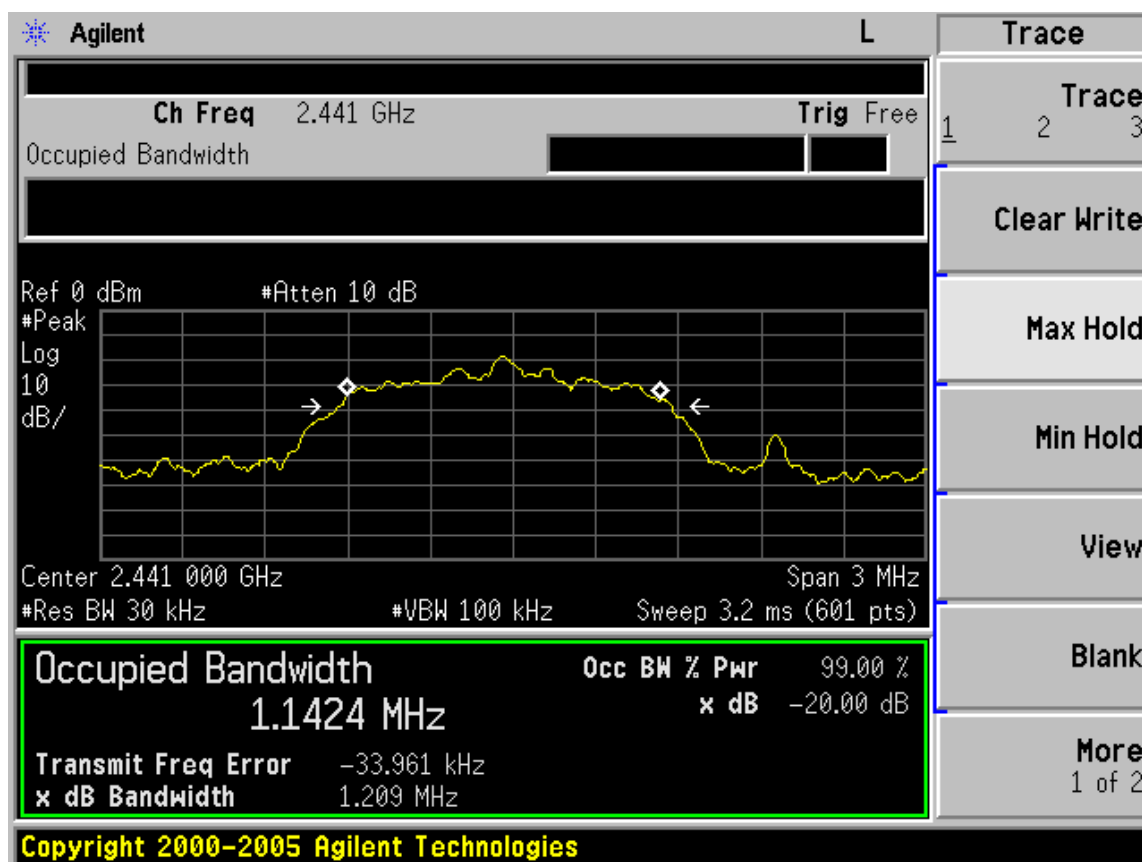 Agilent
L
Trace
Ch Freq 2.441 GHz
Trig Free
Occupied Bandwidth
Trace
1 2 3
Clear Write
Max Hold
Min Hold
View
Blank
More
1 of 2
Ref 0 dBm #Atten 10 dB
#Peak
Log
10
dB/
Center 2.441 000 GHz Span 3 MHz
#Res BW 30 kHz #VBW 100 kHz Sweep 3.2 ms (601 pts)
Occupied Bandwidth
1.1424 MHz
Occ BW % Pwr 99.00 %
x dB -20.00 dB
Transmit Freq Error -33.961 kHz
x dB Bandwidth 1.209 MHz
Copyright 2000-2005 Agilent Technologies